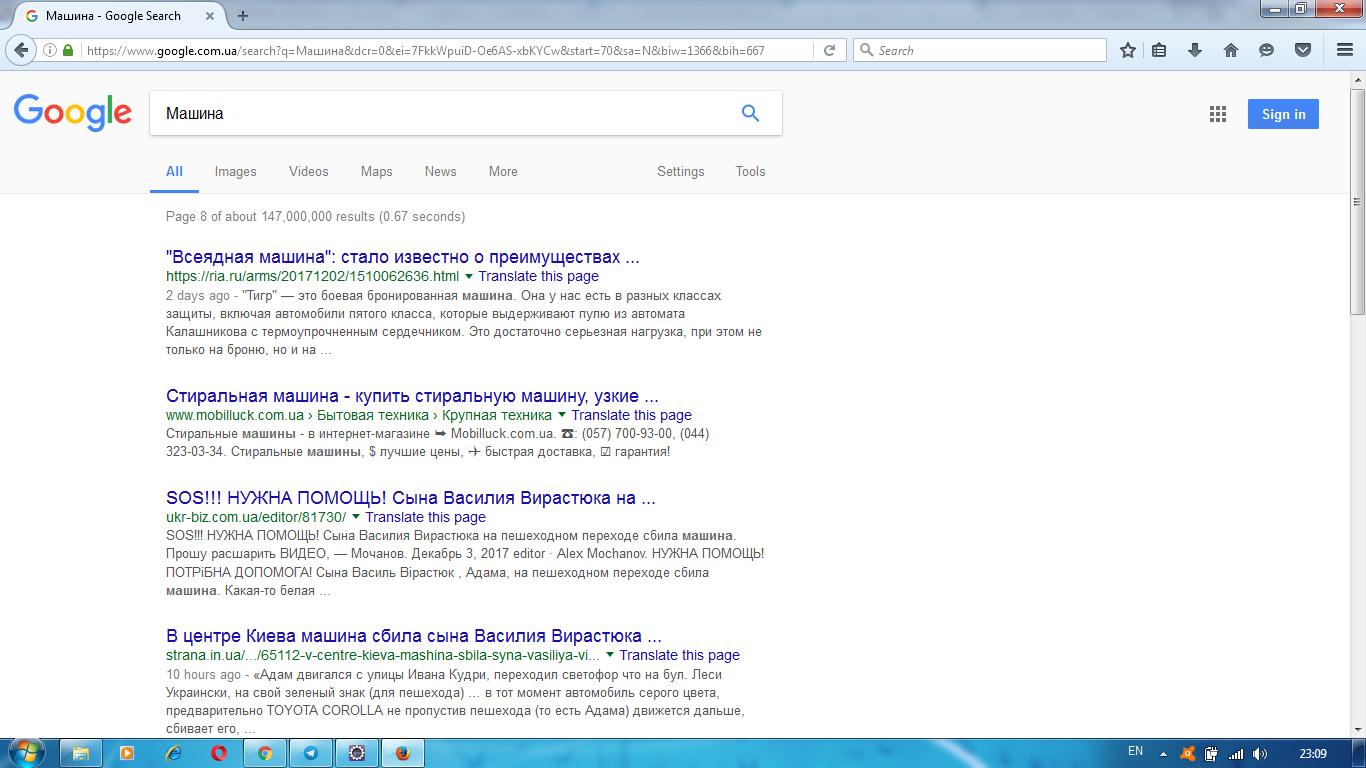 Машина - Google Search
https://www.google.com.ua/search?q=Машина&dcr=0&ei=7FkkWpuiD-Oe6AS-xbKYCw&start=70&sa=N&biw=1366&bih=667
Search
Google
Машина
Sign in
All Images Videos Maps News More Settings Tools
Page 8 of about 147,000,000 results (0.67 seconds)
"Всеядная машина": стало известно о преимуществах ...
https://ria.ru/arms/20171202/1510062636.html Translate this page
2 days ago - "Тигр" — это боевая бронированная машина. Она у нас есть в разных классах
защиты, включая автомобили пятого класса, которые выдерживают пулю из автомата
Калашникова с термоупрочненным сердечником. Это достаточно серьезная нагрузка, при этом не
только на броню, но и на ...
Стиральная машина - купить стиральную машину, узкие ...
www.mobilluck.com.ua › Бытовая техника › Крупная техника Translate this page
Стиральные машины - в интернет-магазине ➥ Mobilluck.com.ua. ☎: (057) 700-93-00, (044)
323-03-34. Стиральные машины, $ лучшие цены, ✈ быстрая доставка, ☑ гарантия!
SOS!!! НУЖНА ПОМОЩЬ! Сына Василия Вирастюка на ...
ukr-biz.com.ua/editor/81730/ Translate this page
SOS!!! НУЖНА ПОМОЩЬ! Сына Василия Вирастюка на пешеходном переходе сбила машина.
Прошу расшарить ВИДЕО, — Мочанов. Декабрь 3, 2017 editor · Alex Mochanov. НУЖНА ПОМОЩЬ!
ПОТРіБНА ДОПОМОГА! Сына Василь Вірастюк , Адама, на пешеходном переходе сбила
машина. Какая-то белая ...
В центре Киева машина сбила сына Василия Вирастюка ...
strana.in.ua/.../65112-v-centre-kieva-mashina-sbila-syna-vasiliya-vi... Translate this page
10 hours ago - «Адам двигался с улицы Ивана Кудри, переходил светофор что на бул. Леси
Украински, на свой зеленый знак (для пешехода) ... в тот момент автомобиль серого цвета,
предварительно TOYOTA COROLLA не пропустив пешехода (то есть Адама) движется дальше,
сбивает его, ...
EN 23:09